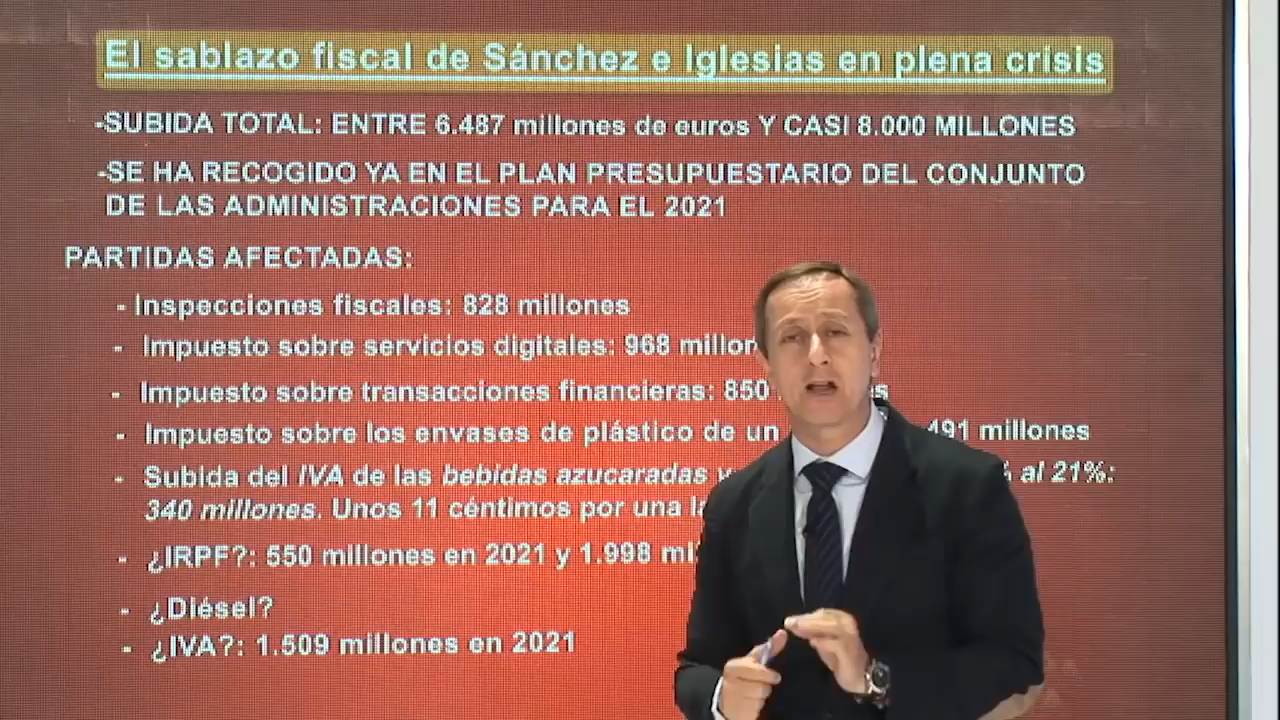 El sablazo fiscal de Sánchez e Iglesias en plena crisis
-SUBIDA TOTAL: ENTRE 6.487 millones de euros Y CASI 8.000 MILLONES
-SE HA RECOGIDO YA EN EL PLAN PRESUPUESTARIO DEL CONJUNTO
DE LAS ADMINISTRACIONES PARA EL 2021
PARTIDAS AFECTADAS:
- Inspecciones fiscales: 828 millones
- Impuesto sobre servicios digitales: 968
- Impuesto sobre transacciones financieras: 850
- Impuesto sobre los envases de plástico de un 491 millones
- Subida del IVA de las bebidas azucaradas al 21%:
340 millones. Unos 11 céntimos por una
- ¿IRPF?: 550 millones en 2021 y 1.998
- ¿Diésel?
- ¿IVA?: 1.509 millones en 2021